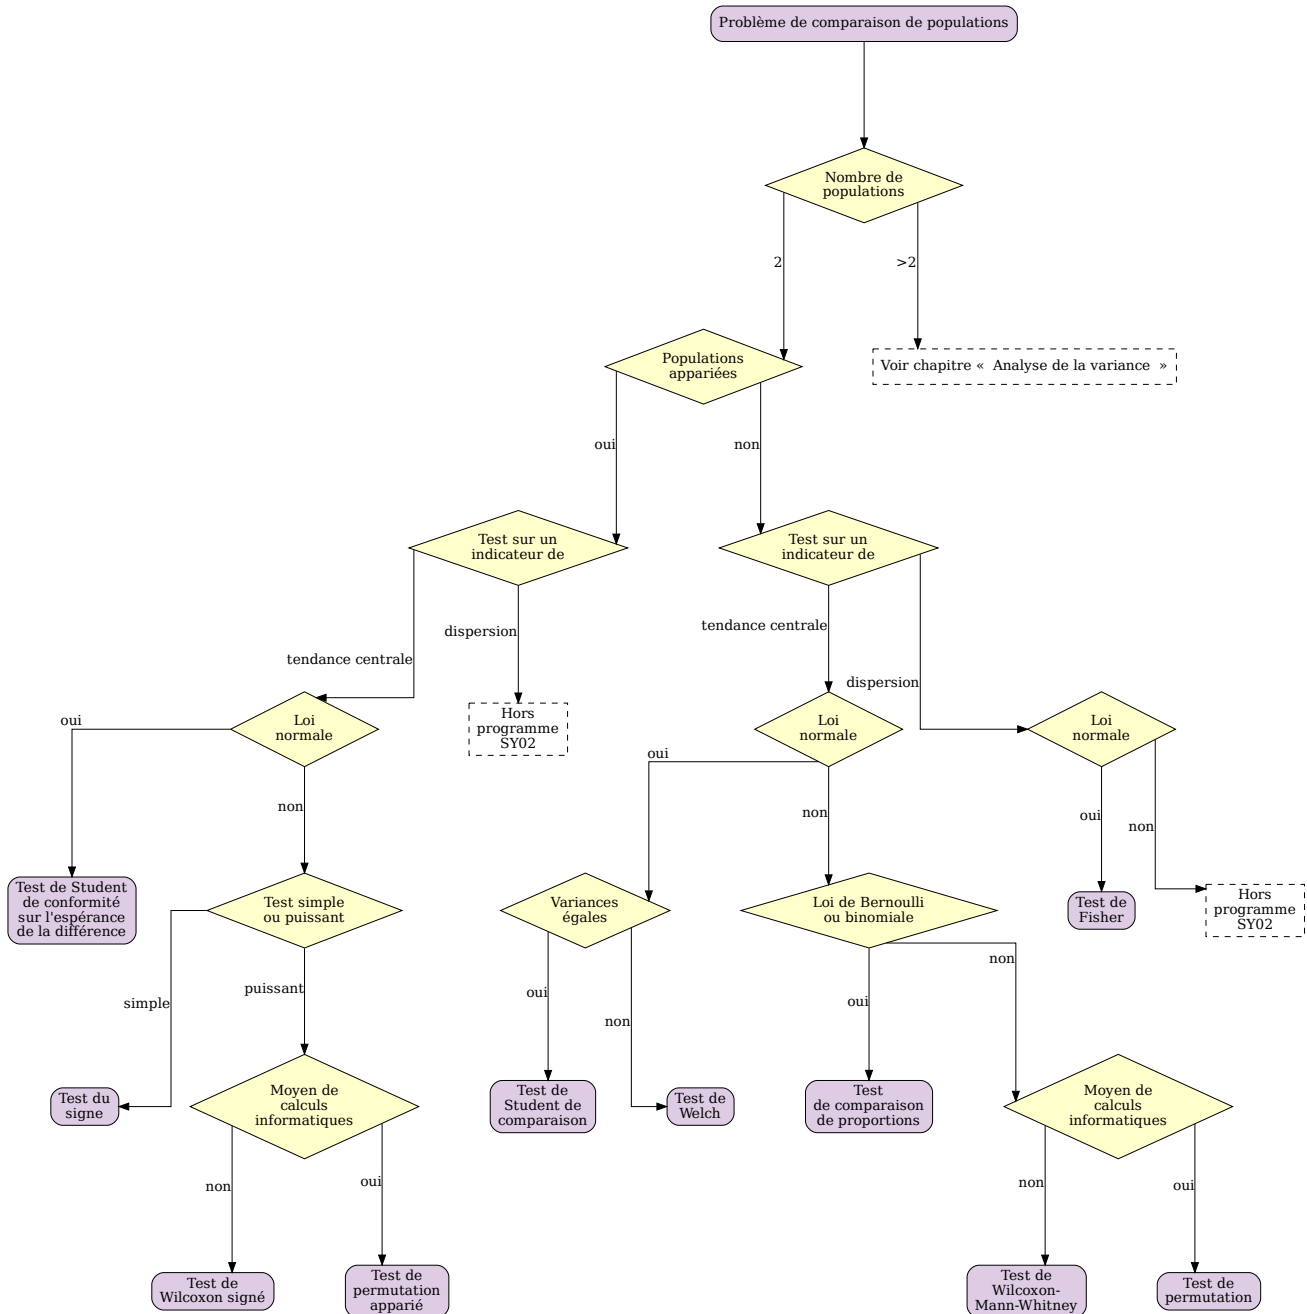 Problème de comparaison de populations
Nombre de
populations
2
>2
Populations
appariées
Voir chapitre «  Analyse de la variance  »
oui
non
Test sur un
indicateur de
Test sur un
indicateur de
tendance centrale
dispersion
tendance centrale
dispersion
Loi
normale
Hors
programme
SY02
Loi
normale
Loi
normale
oui
non
oui
non
oui
non
Test de Student
de conformité
sur l'espérance
de la différence
Test simple
ou puissant
Variances
égales
Loi de Bernoulli
ou binomiale
Test de
Fisher
Hors
programme
SY02
simple
puissant
oui
non
oui
non
Test du
signe
Moyen de
calculs
informatiques
Test de
Student de
comparaison
Test de
Welch
Test
de comparaison
de proportions
Moyen de
calculs
informatiques
non
oui
non
oui
Test de
Wilcoxon signé
Test de
permutation
apparié
Test de
Wilcoxon-
Mann-Whitney
Test de
permutation